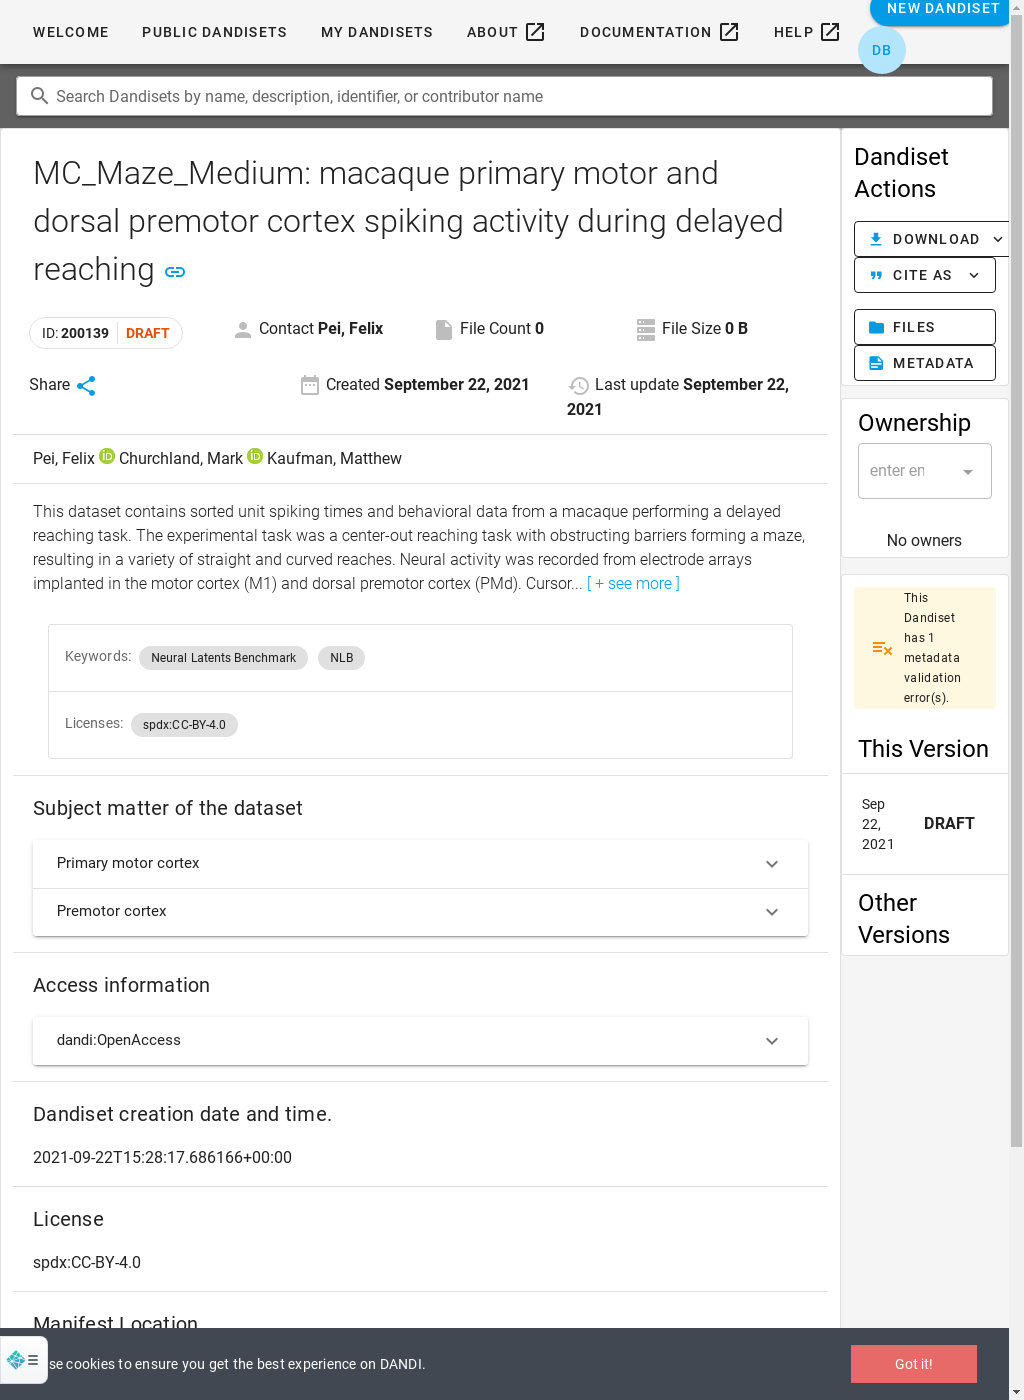 WELCOME PUBLIC DANDISETS MY DANDISETS ABOUT DOCUMENTATION HELP
NEW DANDISET
DB
Search Dandisets by name, description, identifier, or contributor name
MC_Maze_Medium: macaque primary motor and
dorsal premotor cortex spiking activity during delayed
reaching
ID: 200139 DRAFT
Contact Pei, Felix
File Count 0
File Size 0 B
Share
Created September 22, 2021
Last update September 22,
2021
Pei, Felix Churchland, Mark Kaufman, Matthew
This dataset contains sorted unit spiking times and behavioral data from a macaque performing a delayed
reaching task. The experimental task was a center-out reaching task with obstructing barriers forming a maze,
resulting in a variety of straight and curved reaches. Neural activity was recorded from electrode arrays
implanted in the motor cortex (M1) and dorsal premotor cortex (PMd). Cursor... [ + see more ]
Keywords: Neural Latents Benchmark NLB
Licenses: spdx:CC-BY-4.0
Subject matter of the dataset
Primary motor cortex
Premotor cortex
Access information
dandi:OpenAccess
Dandiset creation date and time.
2021-09-22T15:28:17.686166+00:00
License
spdx:CC-BY-4.0
Manifest Location
Dandiset
Actions
DOWNLOAD
CITE AS
FILES
METADATA
Ownership
enter en
No owners
This
Dandiset
has 1
metadata
validation
error(s).
This Version
Sep
22,
2021
DRAFT
Other
Versions
se cookies to ensure you get the best experience on DANDI.
Got it!